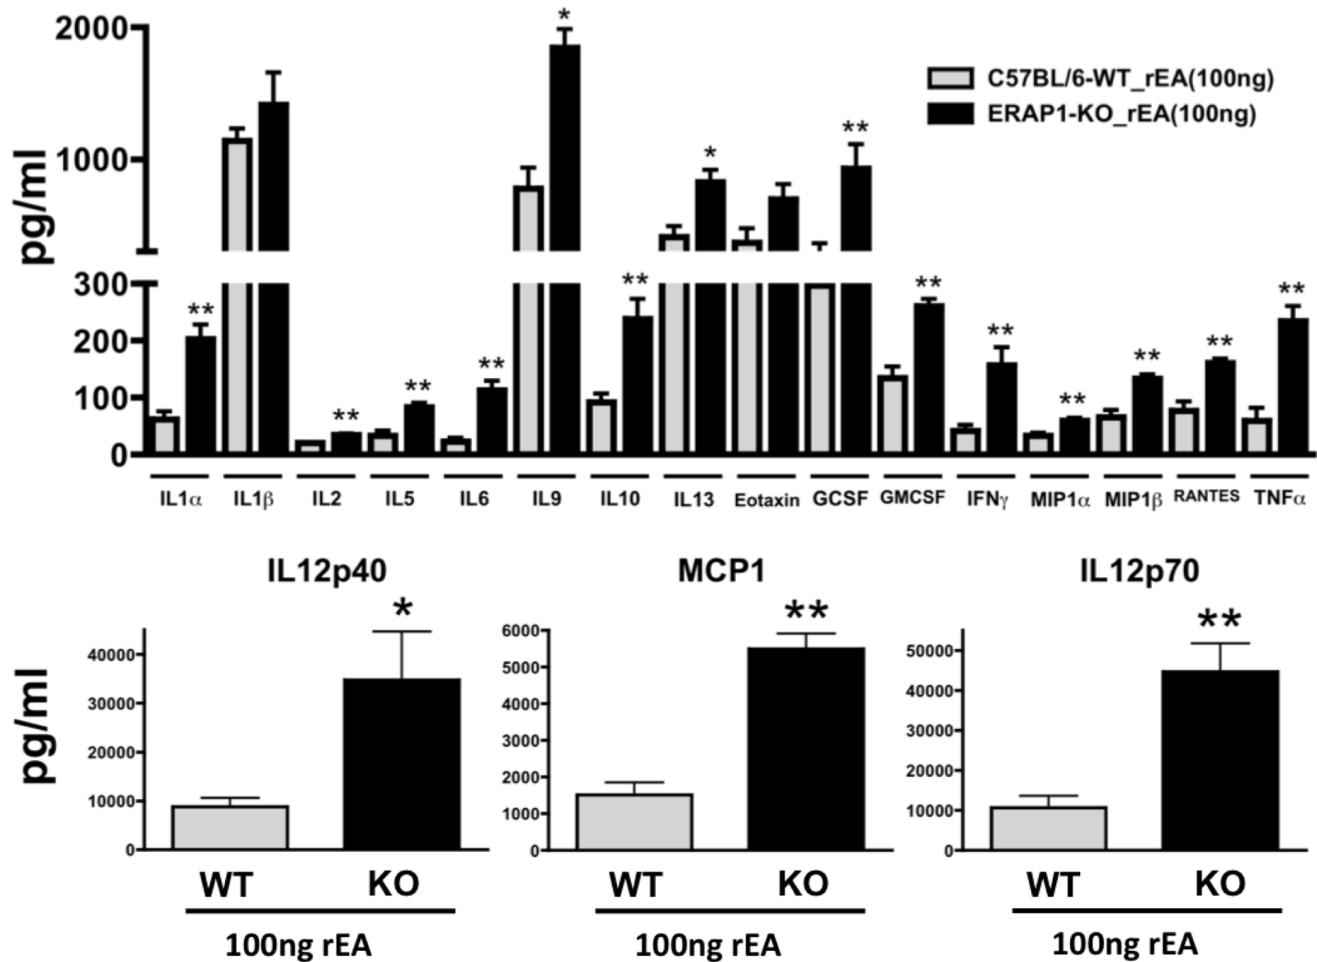 2000
1000
300
200
100
0
pg/ml
C57BL/6-WT_rEA(100ng)
ERAP1-KO_rEA(100ng)
** ** ** ** * ** * ** ** ** ** ** ** **
IL1α IL1β IL2 IL5 IL6 IL9 IL10 IL13 Eotaxin GCSF GMCSF IFNγ MIP1α MIP1β RANTES TNFα
IL12p40
*
pg/ml
40000
30000
20000
10000
0
WT KO
100ng rEA
MCP1
**
6000
5000
4000
3000
2000
1000
0
WT KO
100ng rEA
IL12p70
**
50000
40000
30000
20000
10000
0
WT KO
100ng rEA